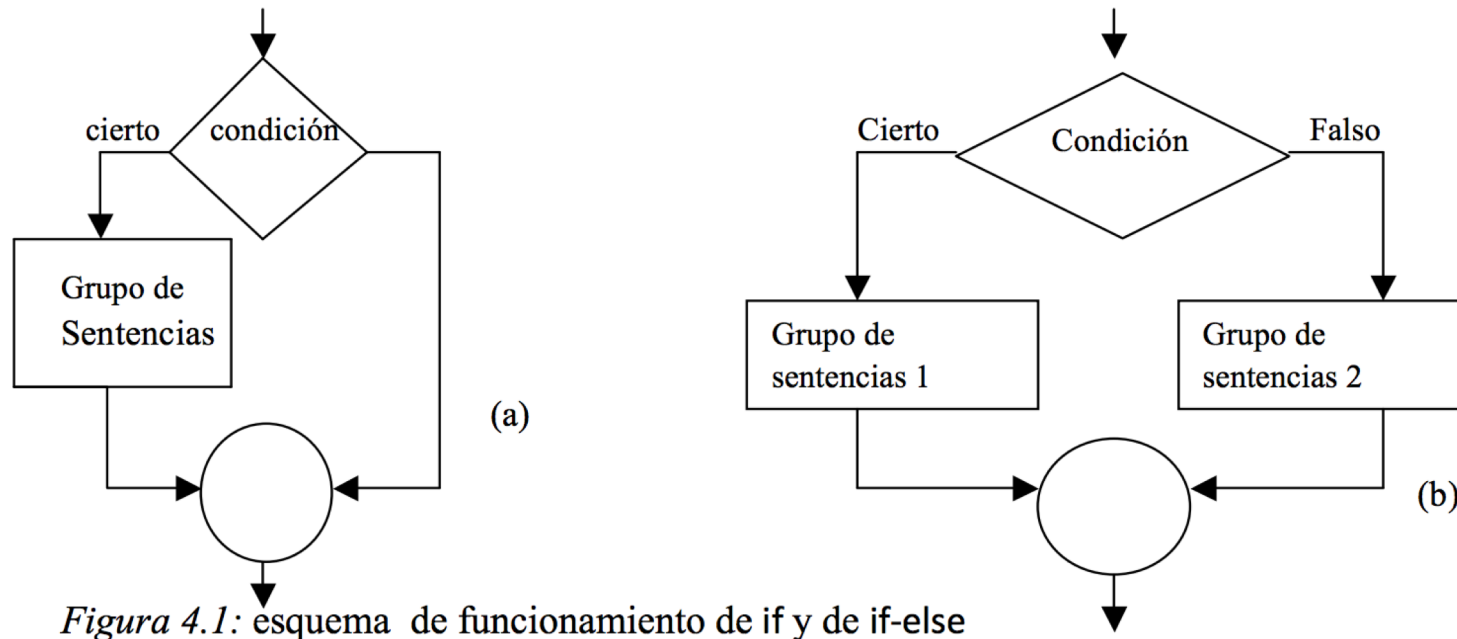 cierto
condición
Grupo de
Sentencias
(a)
Cierto
Condición
Falso
Grupo de
sentencias 1
Grupo de
sentencias 2
(b)
Figura 4.1: esquema de funcionamiento de if y de if-else